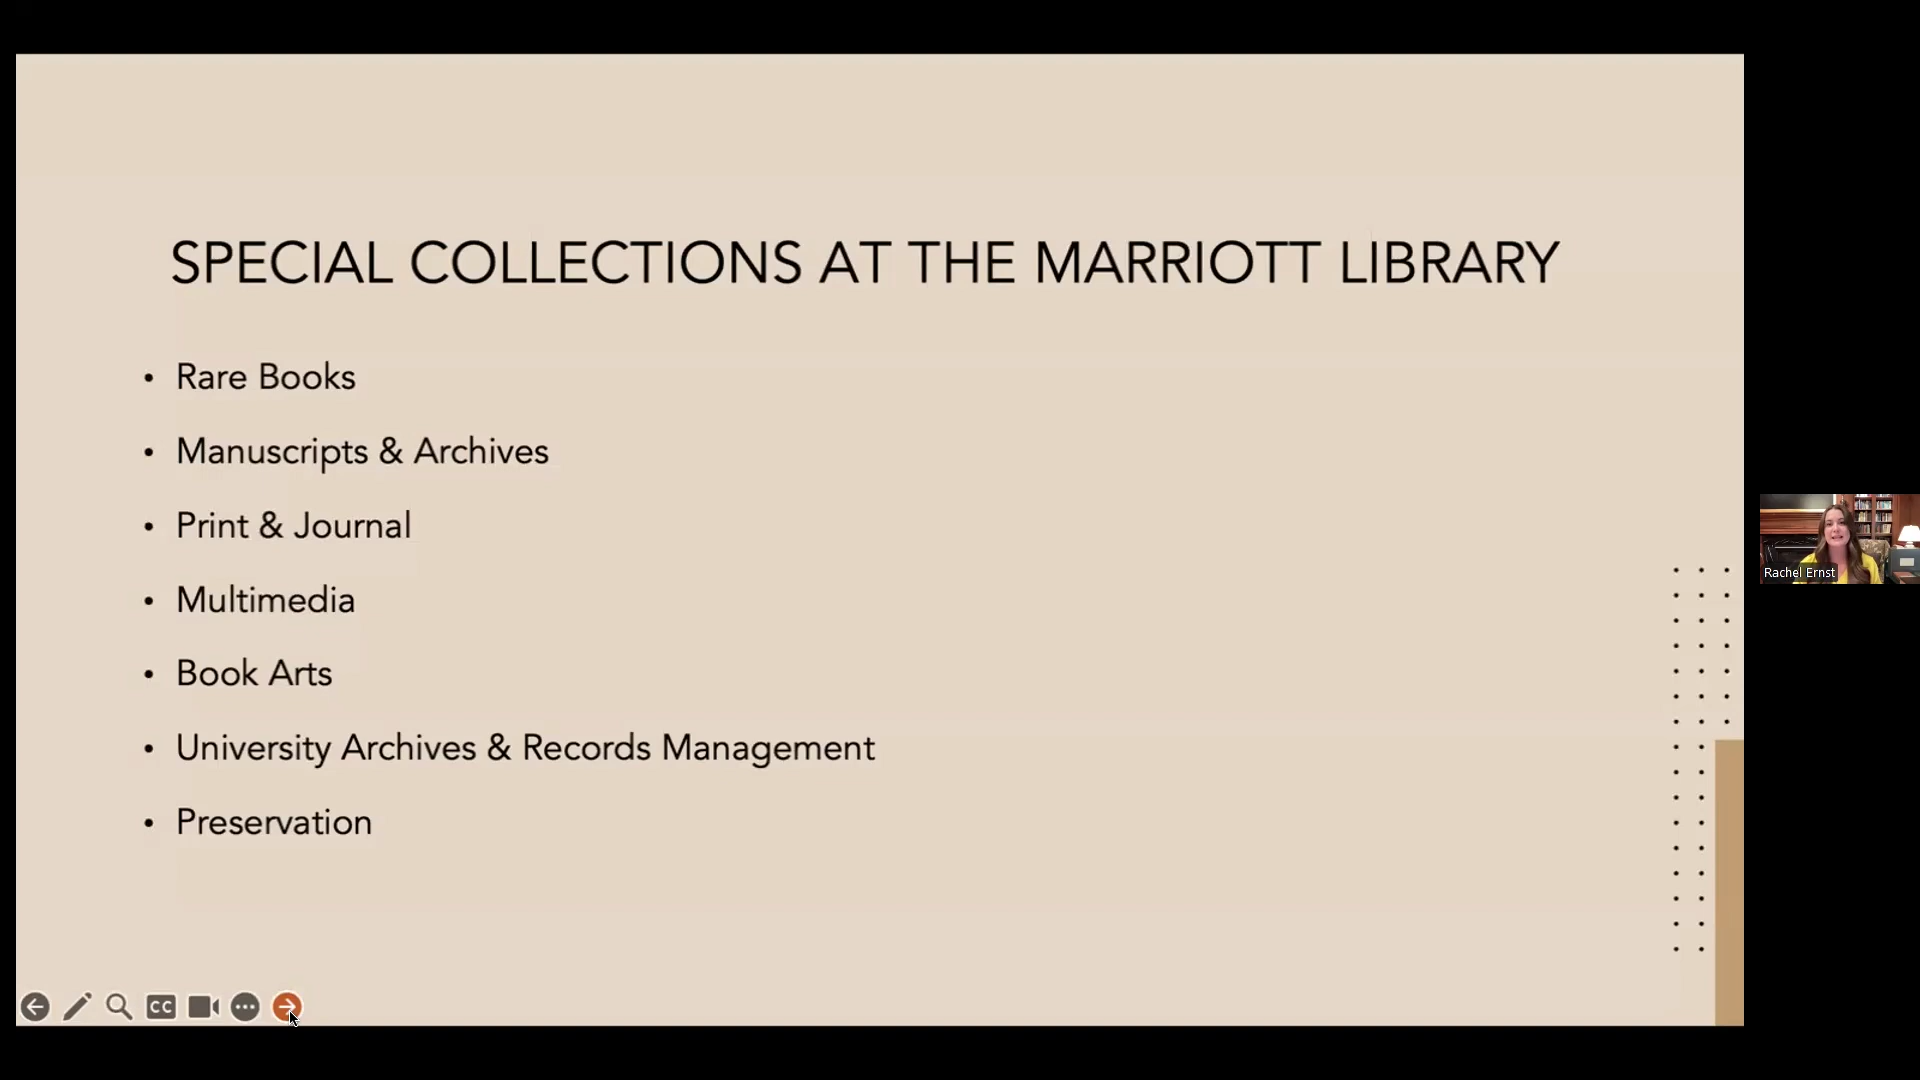 SPECIAL COLLECTIONS AT THE MARRIOTT LIBRARY
• Rare Books
• Manuscripts & Archives
• Print & Journal
• Multimedia
• Book Arts
• University Archives & Records Management
• Preservation
Rachel Ernst
CC